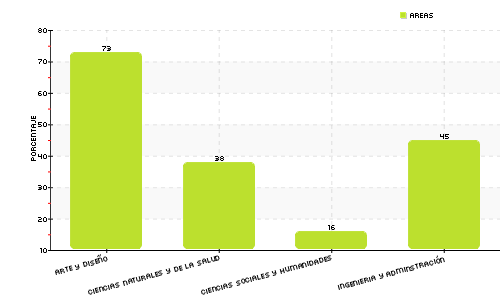 AREAS
80
70
60
50
40
30
20
10
PORCENTAJE
73
38
16
45
ARTE Y DISEÑO
CIENCIAS NATURALES Y DE LA SALUD
CIENCIAS SOCIALES Y HUMANIDADES
INGENIERIA Y ADMINSTRACIÓN